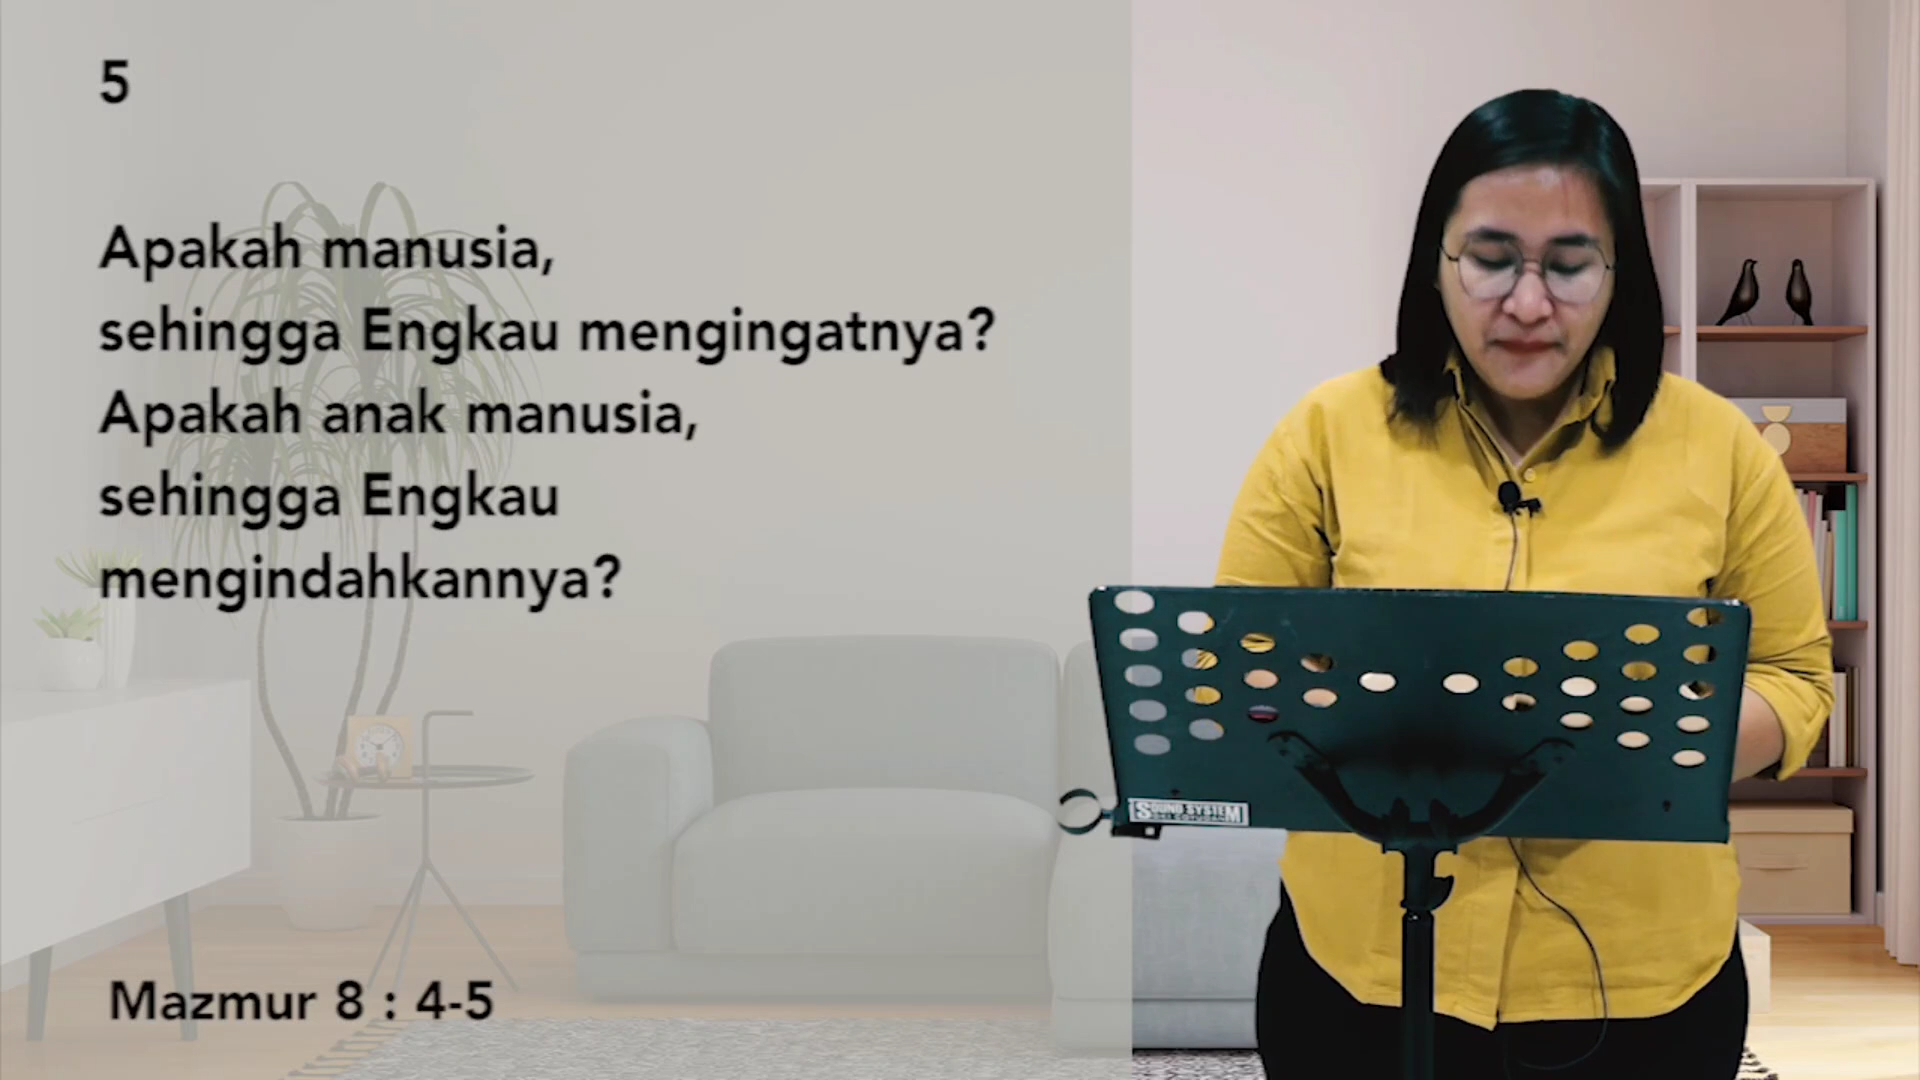 5
Apakah manusia,
sehingga Engkau mengingatnya?
Apakah anak manusia,
sehingga Engkau
mengindahkannya?
Mazmur 8 : 4-5
SOUND SYSTEM